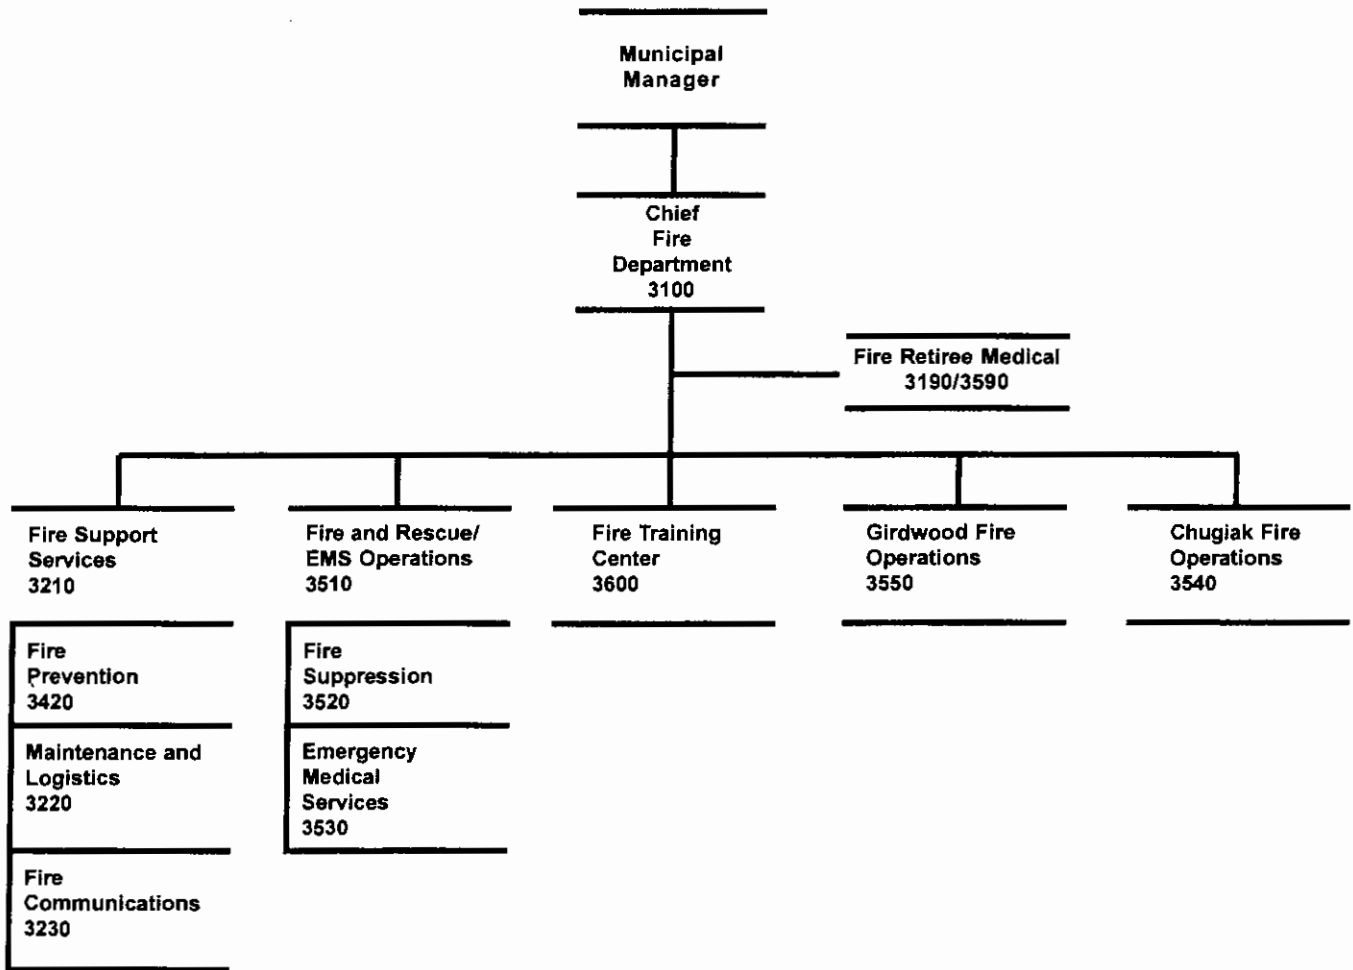 Municipal
Manager
Chief
Fire
Department
3100
Fire Retiree Medical
3190/3590
Fire Support
Services
3210
Fire and Rescue/
EMS Operations
3510
Fire Training
Center
3600
Girdwood Fire
Operations
3550
Chugiak Fire
Operations
3540
Fire
Prevention
3420
Maintenance and
Logistics
3220
Fire
Communications
3230
Fire
Suppression
3520
Emergency
Medical
Services
3530